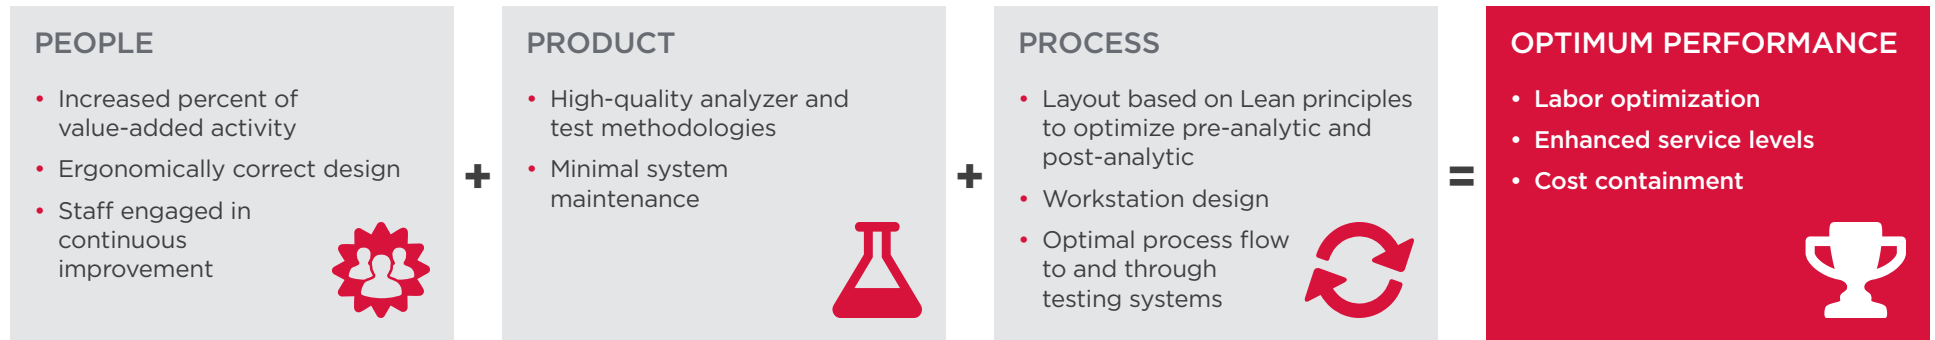 PEOPLE
• Increased percent of
value-added activity
• Ergonomically correct design
• Staff engaged in
continuous
improvement
+
PRODUCT
• High-quality analyzer and
test methodologies
• Minimal system
maintenance
+
PROCESS
• Layout based on Lean principles
to optimize pre-analytic and
post-analytic
• Workstation design
• Optimal process flow
to and through
testing systems
=
OPTIMUM PERFORMANCE
• Labor optimization
• Enhanced service levels
• Cost containment